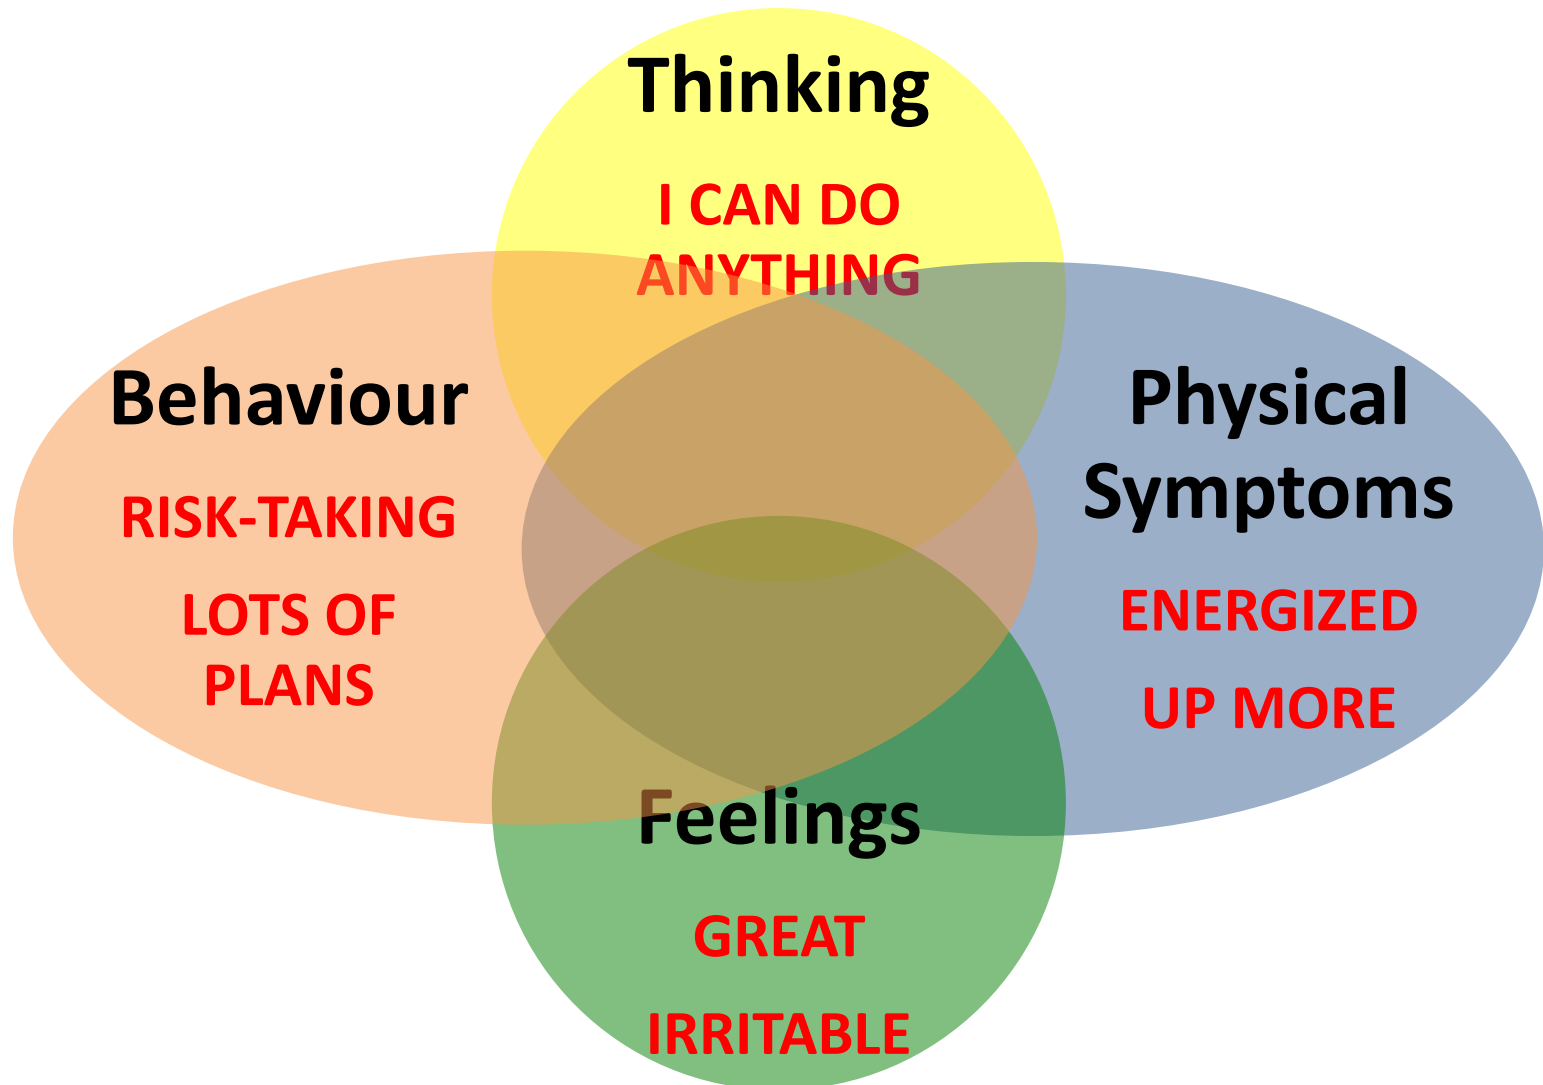 Thinking
I CAN DO
ANYTHING
Behaviour
RISK-TAKING
LOTS OF
PLANS
Physical
Symptoms
ENERGIZED
UP MORE
Feelings
GREAT
IRRITABLE